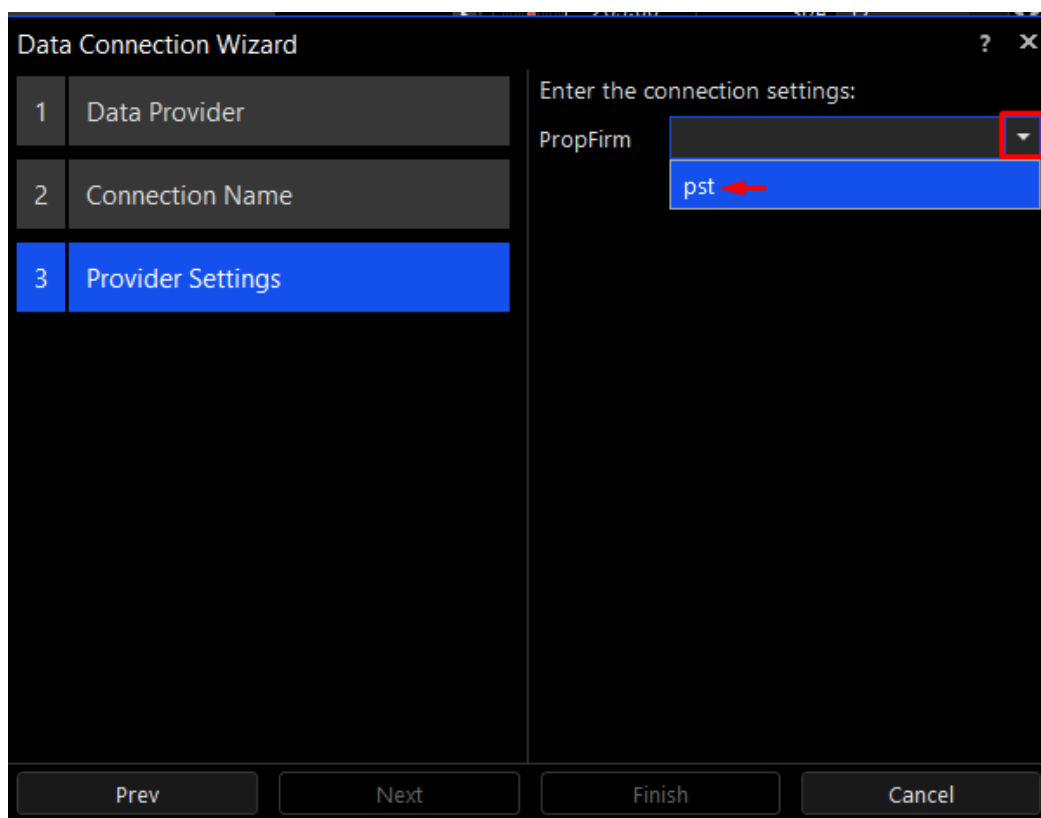 Data Connection Wizard ? ×
1 Data Provider
2 Connection Name
3 Provider Settings
Enter the connection settings:
PropFirm
pst
Prev Next Finish Cancel